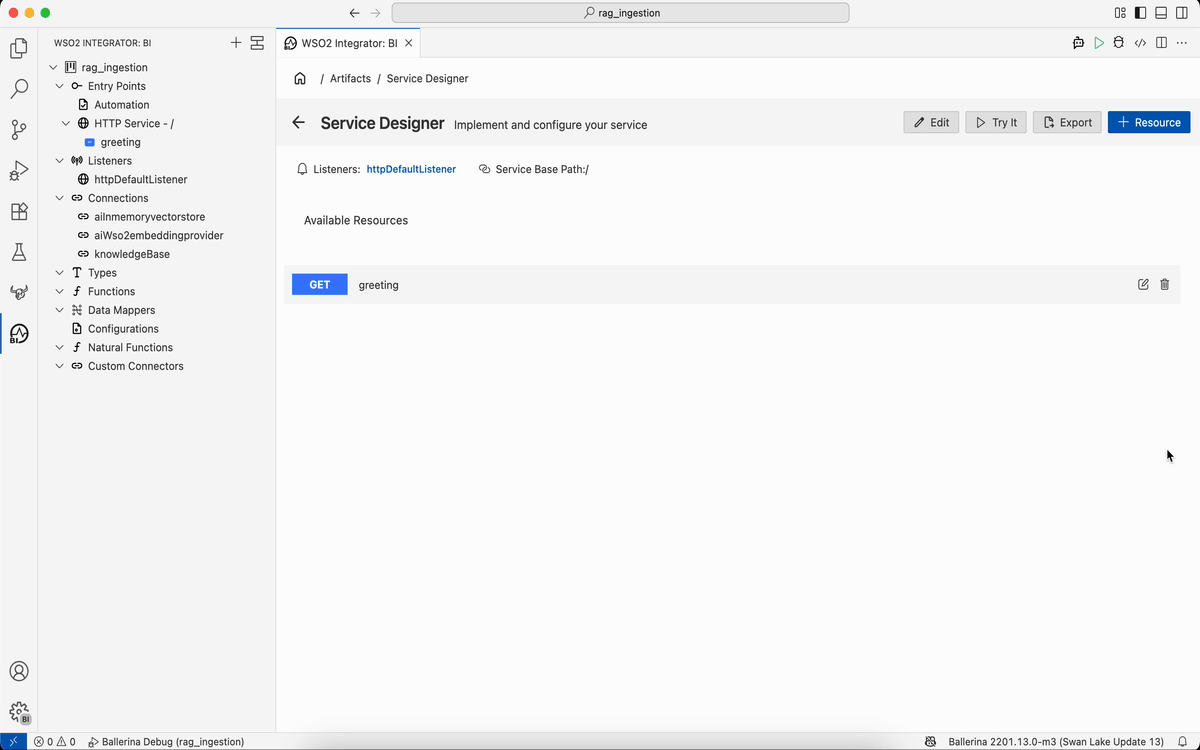 rag_ingestion
WSO2 INTEGRATOR: BI
rag_ingestion
Entry Points
Automation
HTTP Service - /
greeting
Listeners
httpDefaultListener
Connections
aiInmemoryvectorstore
aiWso2embeddingprovider
knowledgeBase
Types
Functions
Data Mappers
Configurations
Natural Functions
Custom Connectors
WSO2 Integrator: BI
/ Artifacts / Service Designer
Service Designer Implement and configure your service
Edit Try It Export + Resource
Listeners: httpDefaultListener Service Base Path:/
Available Resources
GET greeting
BI
BI
0 0 Ballerina Debug (rag_ingestion)
Ballerina 2201.13.0-m3 (Swan Lake Update 13)